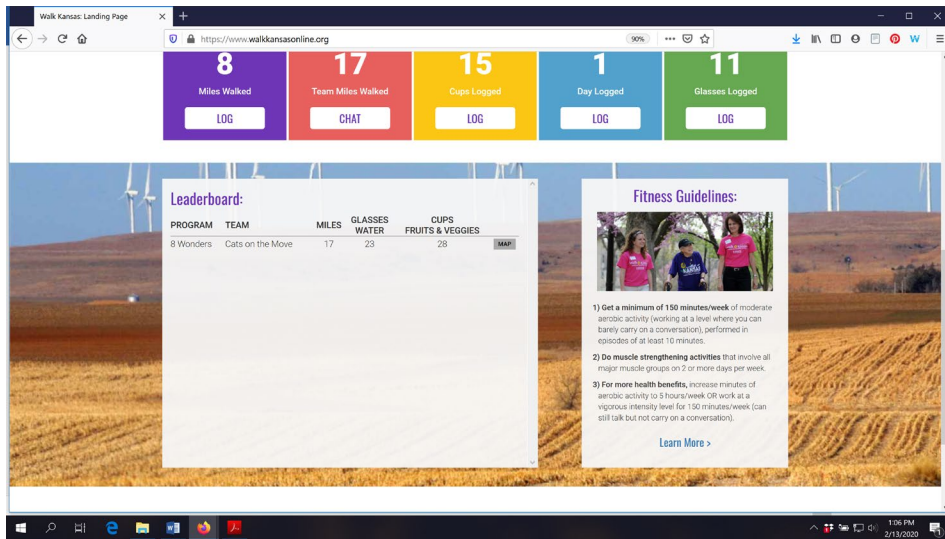 Walk Kansas: Landing Page
https://www.walkkansasonline.org
90%
8
Miles Walked
LOG
17
Team Miles Walked
CHAT
15
Cups Logged
LOG
1
Day Logged
LOG
11
Glasses Logged
LOG
Leaderboard:
PROGRAM TEAM MILES GLASSES WATER CUPS FRUITS & VEGGIES
8 Wonders Cats on the Move 17 23 28 MAP
Fitness Guidelines:
1) Get a minimum of 150 minutes/week of moderate
aerobic activity (working at a level where you can
barely carry on a conversation), performed in
episodes of at least 10 minutes.
2) Do muscle strengthening activities that involve all
major muscle groups on 2 or more days per week.
3) For more health benefits, increase minutes of
aerobic activity to 5 hours/week OR work at a
vigorous intensity level for 150 minutes/week (can
still talk but not carry on a conversation).
Learn More >
1:06 PM
2/13/2020